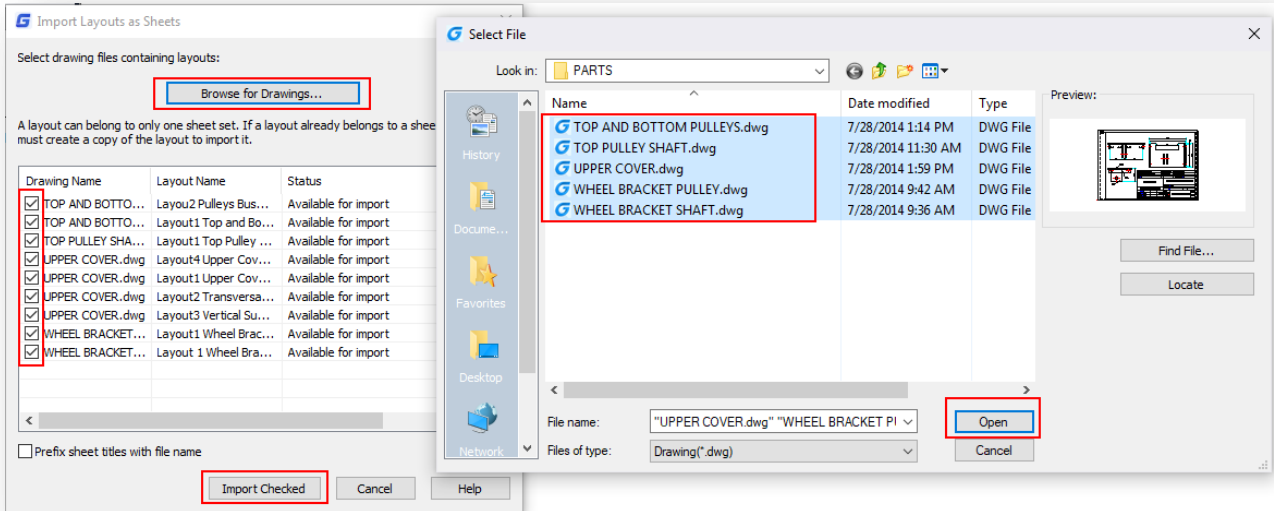 Import Layouts as Sheets
Select drawing files containing layouts:
Browse for Drawings...
A layout can belong to only one sheet set. If a layout already belongs to a shee
must create a copy of the layout to import it.
Drawing Name Layout Name Status
TOP AND BOTTO... Layou2 Pulleys Bus... Available for import
TOP AND BOTTO... Layout1 Top and Bo... Available for import
TOP PULLEY SHA... Layout1 Top Pulley ... Available for import
UPPER COVER.dwg Layout4 Upper Cov... Available for import
UPPER COVER.dwg Layout1 Upper Cov... Available for import
UPPER COVER.dwg Layout2 Transversa... Available for import
UPPER COVER.dwg Layout3 Vertical Su... Available for import
WHEEL BRACKET... Layout1 Wheel Brac... Available for import
WHEEL BRACKET... Layout 1 Wheel Bra... Available for import
Prefix sheet titles with file name
Import Checked Cancel Help
Select File
Look in: PARTS
History
Docume...
Favorites
Desktop
Network
Name Date modified Type
TOP AND BOTTOM PULLEYS.dwg 7/28/2014 1:14 PM DWG File
TOP PULLEY SHAFT.dwg 7/28/2014 11:30 AM DWG File
UPPER COVER.dwg 7/28/2014 1:59 PM DWG File
WHEEL BRACKET PULLEY.dwg 7/28/2014 9:42 AM DWG File
WHEEL BRACKET SHAFT.dwg 7/28/2014 9:36 AM DWG File
Preview:
Find File...
Locate
File name: "UPPER COVER.dwg" "WHEEL BRACKET PI Open
Files of type: Drawing(*.dwg) Cancel